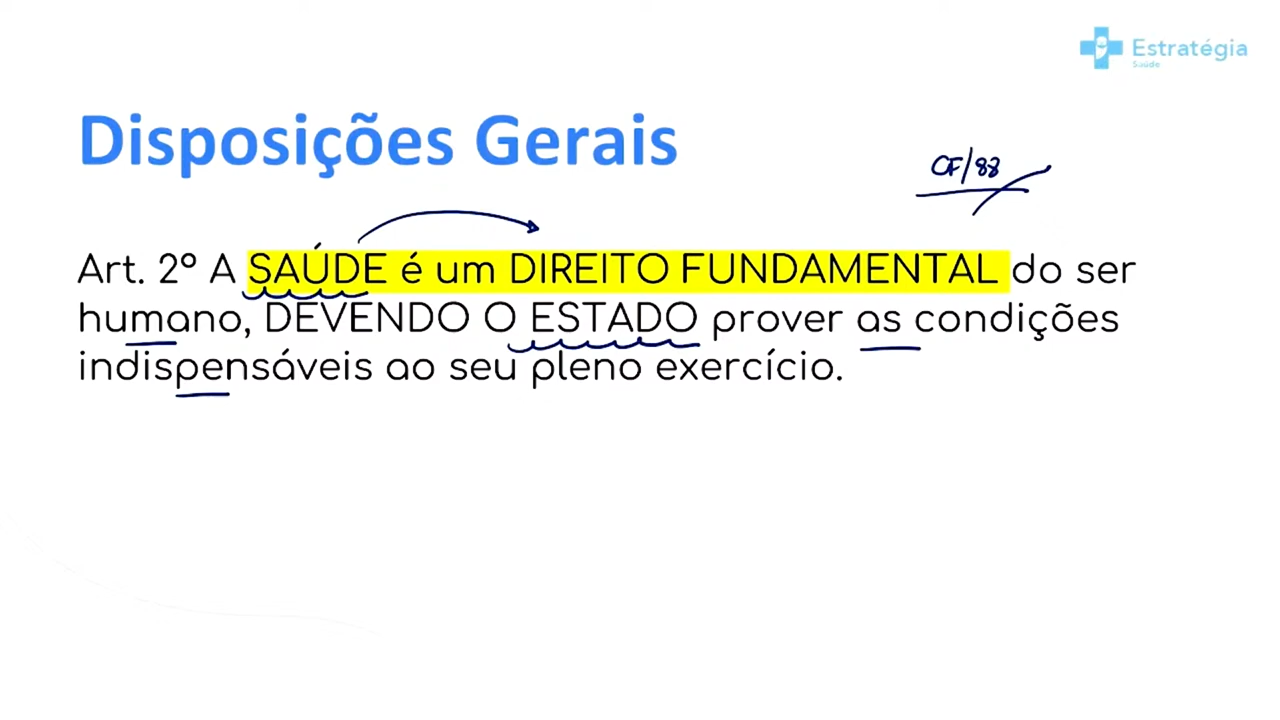 Estratégia
Saúde
Disposições Gerais
CF/88
Art. 2º A SAÚDE é um DIREITO FUNDAMENTAL do ser
humano, DEVENDO O ESTADO prover as condições
indispensáveis ao seu pleno exercício.